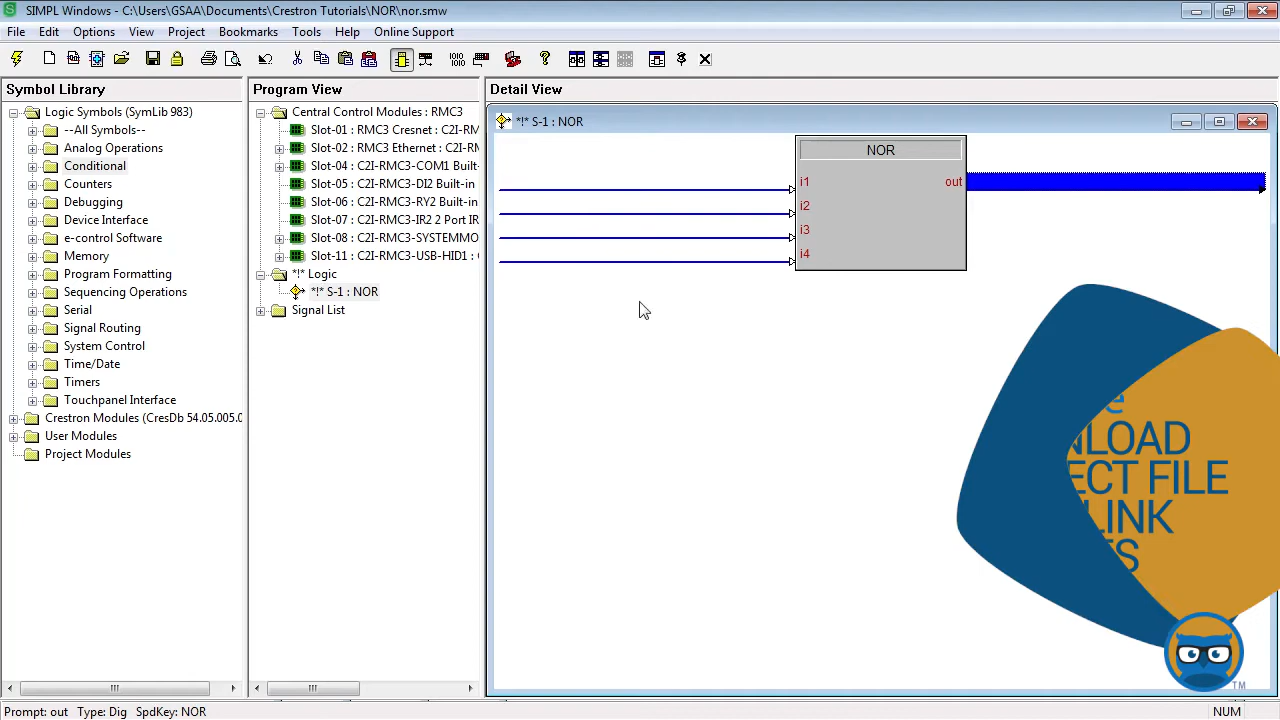 SIMPL Windows - C:\Users\GSAA\Documents\Crestron Tutorials\NOR\nor.smw
File Edit Options View Project Bookmarks Tools Help Online Support
Symbol Library
Logic Symbols (SymLib 983)
--All Symbols--
Analog Operations
Conditional
Counters
Debugging
Device Interface
e-control Software
Memory
Program Formatting
Sequencing Operations
Serial
Signal Routing
System Control
Time/Date
Timers
Touchpanel Interface
Crestron Modules (CresDb 54.05.005.0
User Modules
Project Modules
Program View
Central Control Modules : RMC3
Slot-01 : RMC3 Cresnet : C2I-RM
Slot-02 : RMC3 Ethernet : C2I-RM
Slot-04 : C2I-RMC3-COM1 Built-
Slot-05 : C2I-RMC3-DI2 Built-in
Slot-06 : C2I-RMC3-RY2 Built-in
Slot-07 : C2I-RMC3-IR2 2 Port IR
Slot-08 : C2I-RMC3-SYSTEMMO
Slot-11 : C2I-RMC3-USB-HID1 : C
*!* Logic
*!* S-1 : NOR
Signal List
Detail View
*!* S-1 : NOR
NOR
i1 out
i2
i3
i4
e
NLOAD
ECT FILE
LINK
ES
TM
Prompt: out Type: Dig SpdKey: NOR
NUM